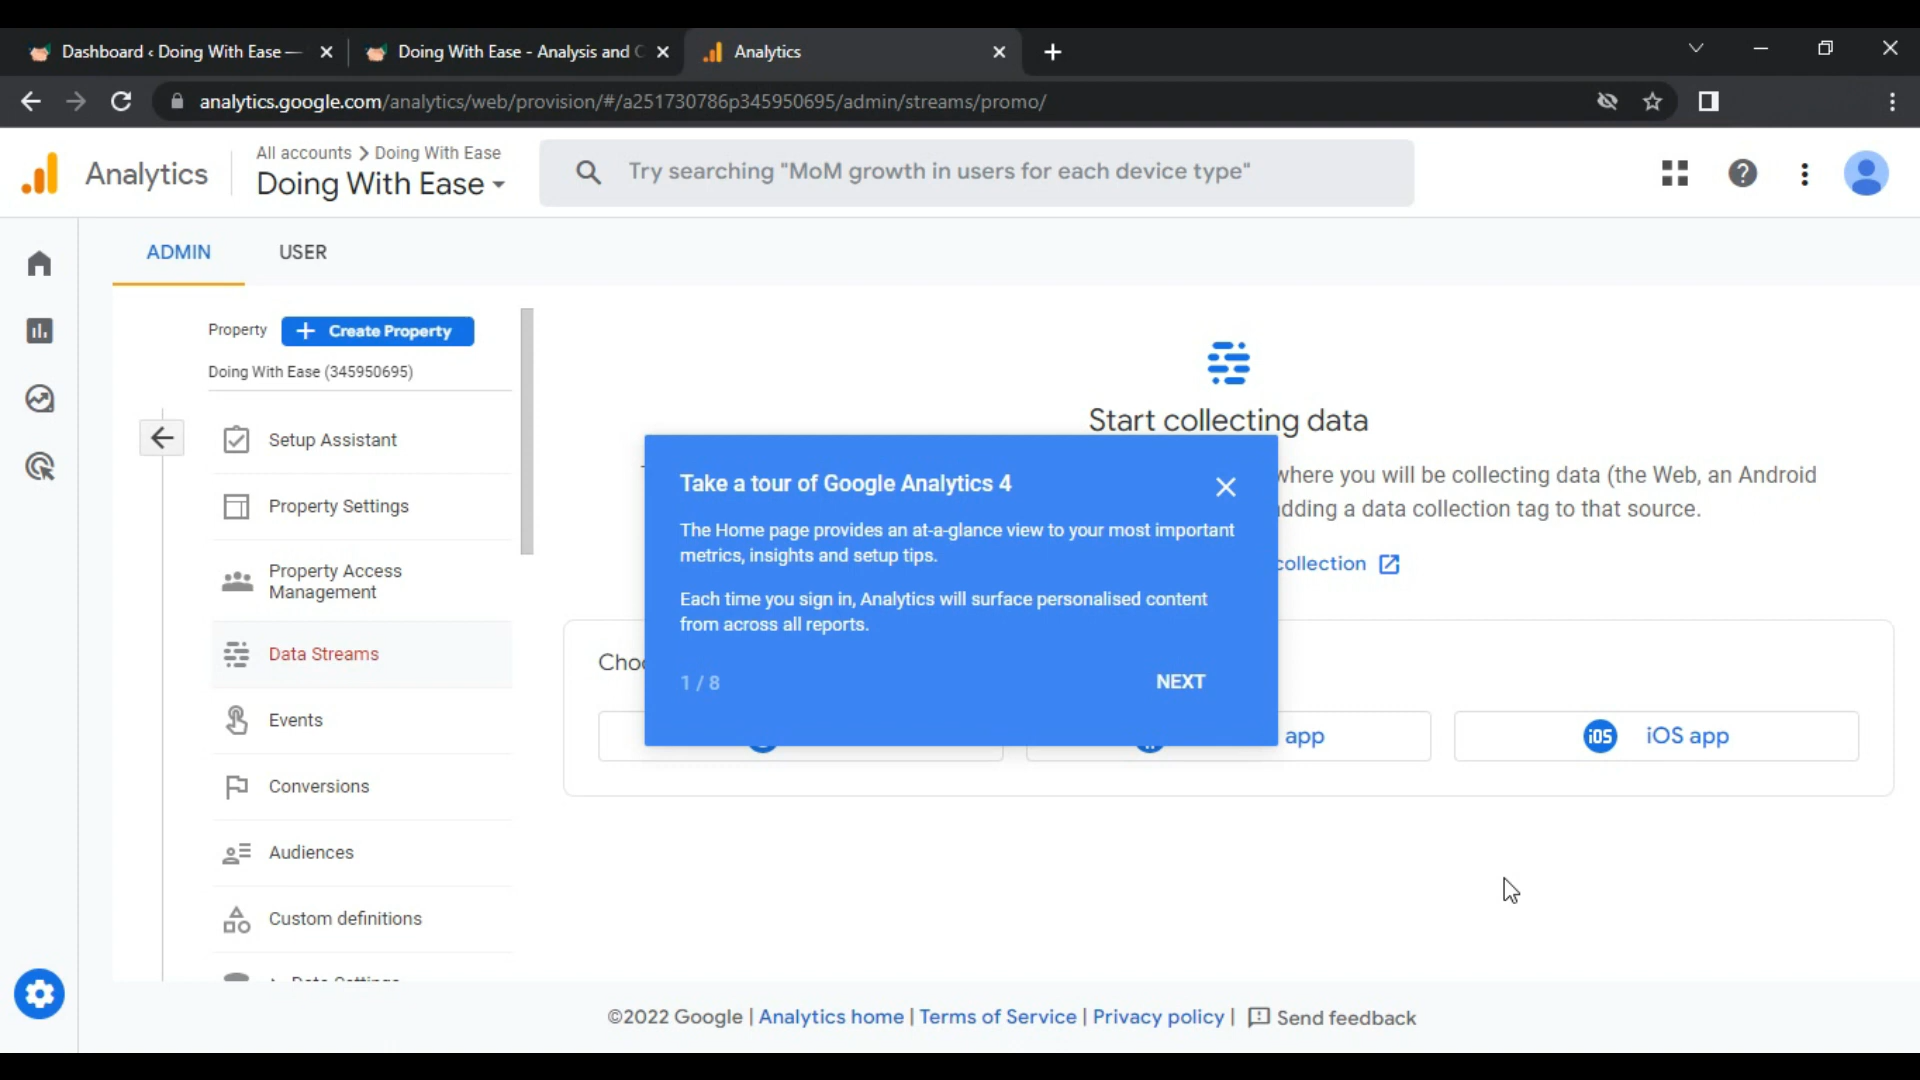 Dashboard ‹ Doing With Ease —
Doing With Ease - Analysis and C
Analytics
analytics.google.com/analytics/web/provision/#/a251730786p345950695/admin/streams/promo/
Analytics
All accounts > Doing With Ease
Doing With Ease
Try searching "MoM growth in users for each device type"
ADMIN
USER
Property
Create Property
Doing With Ease (345950695)
Setup Assistant
Property Settings
Property Access
Management
Data Streams
Events
Conversions
Audiences
Custom definitions
Start collecting data
where you will be collecting data (the Web, an Android
adding a data collection tag to that source.
collection
Take a tour of Google Analytics 4
The Home page provides an at-a-glance view to your most important
metrics, insights and setup tips.
Each time you sign in, Analytics will surface personalised content
from across all reports.
1 / 8
NEXT
app
iOS
iOS app
©2022 Google | Analytics home | Terms of Service | Privacy policy | Send feedback